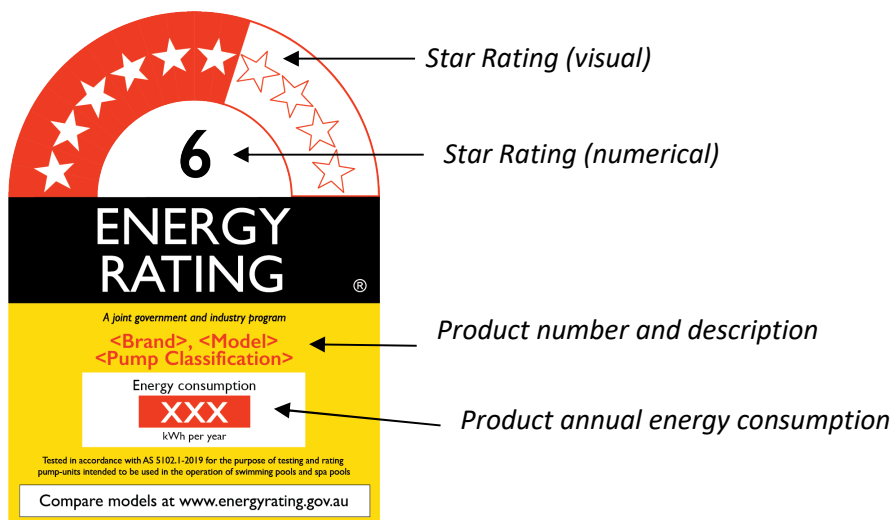 Star Rating (visual)
6
Star Rating (numerical)
ENERGY
RATING ®
A joint government and industry program
<Brand>, <Model>
<Pump Classification>
Product number and description
Energy consumption
XXX
kWh per year
Product annual energy consumption
Tested in accordance with AS 5102.1-2019 for the purpose of testing and rating
pump-units intended to be used in the operation of swimming pools and spa pools
Compare models at www.energyrating.gov.au